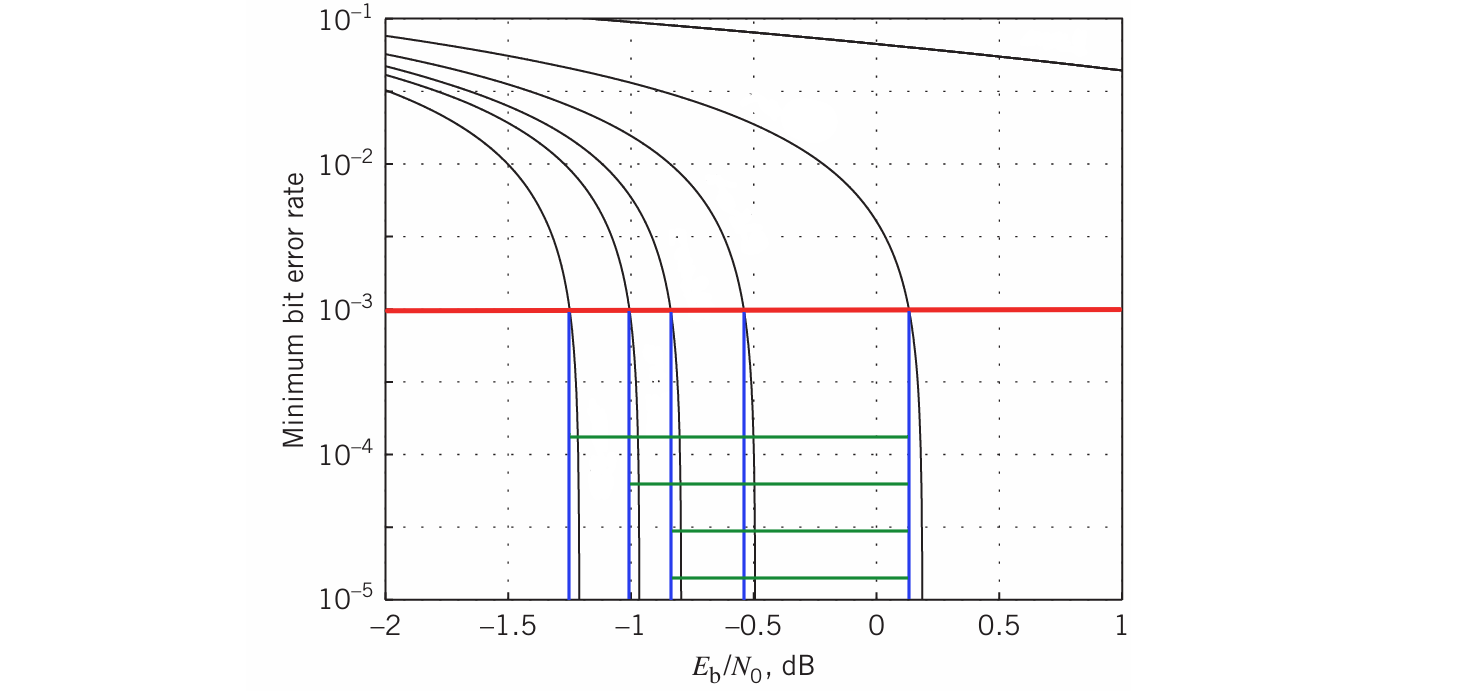 10⁻¹
10⁻²
10⁻³
10⁻⁴
10⁻⁵
Minimum bit error rate
–2 –1.5 –1 –0.5 0 0.5 1
E_b/N_0, dB